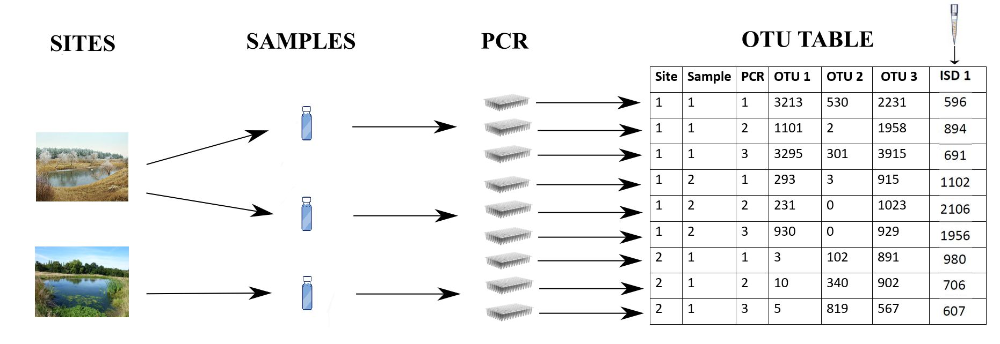 SITES SAMPLES PCR OTU TABLE
Site Sample PCR OTU 1 OTU 2 OTU 3 ISD 1
1 1 1 3213 530 2231 596
1 1 2 1101 2 1958 894
1 1 3 3295 301 3915 691
1 2 1 293 3 915 1102
1 2 2 231 0 1023 2106
1 2 3 930 0 929 1956
2 1 1 3 102 891 980
2 1 2 10 340 902 706
2 1 3 5 819 567 607